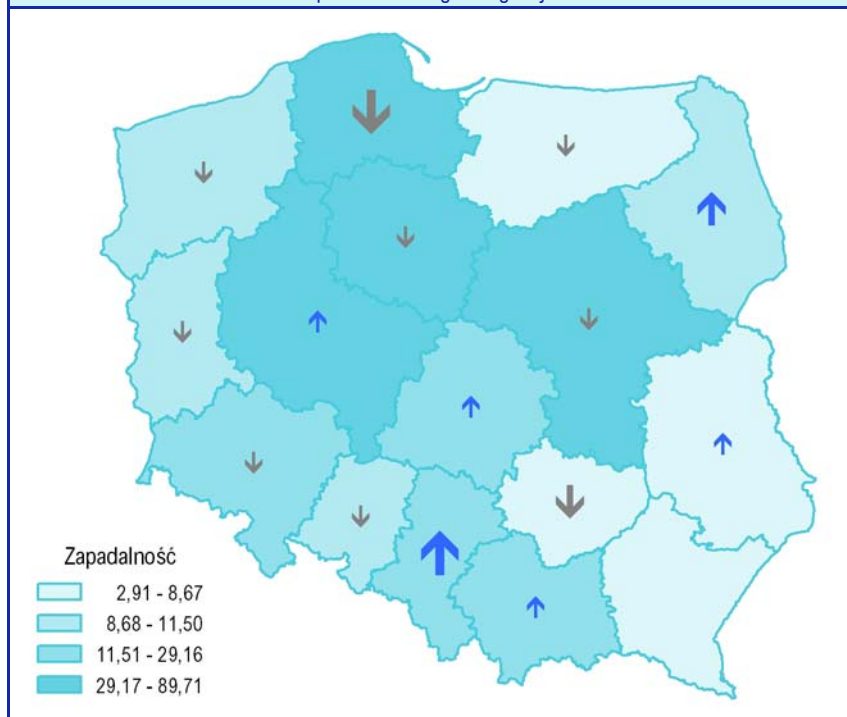 Zapadalność
2,91 - 8,67
8,68 - 11,50
11,51 - 29,16
29,17 - 89,71